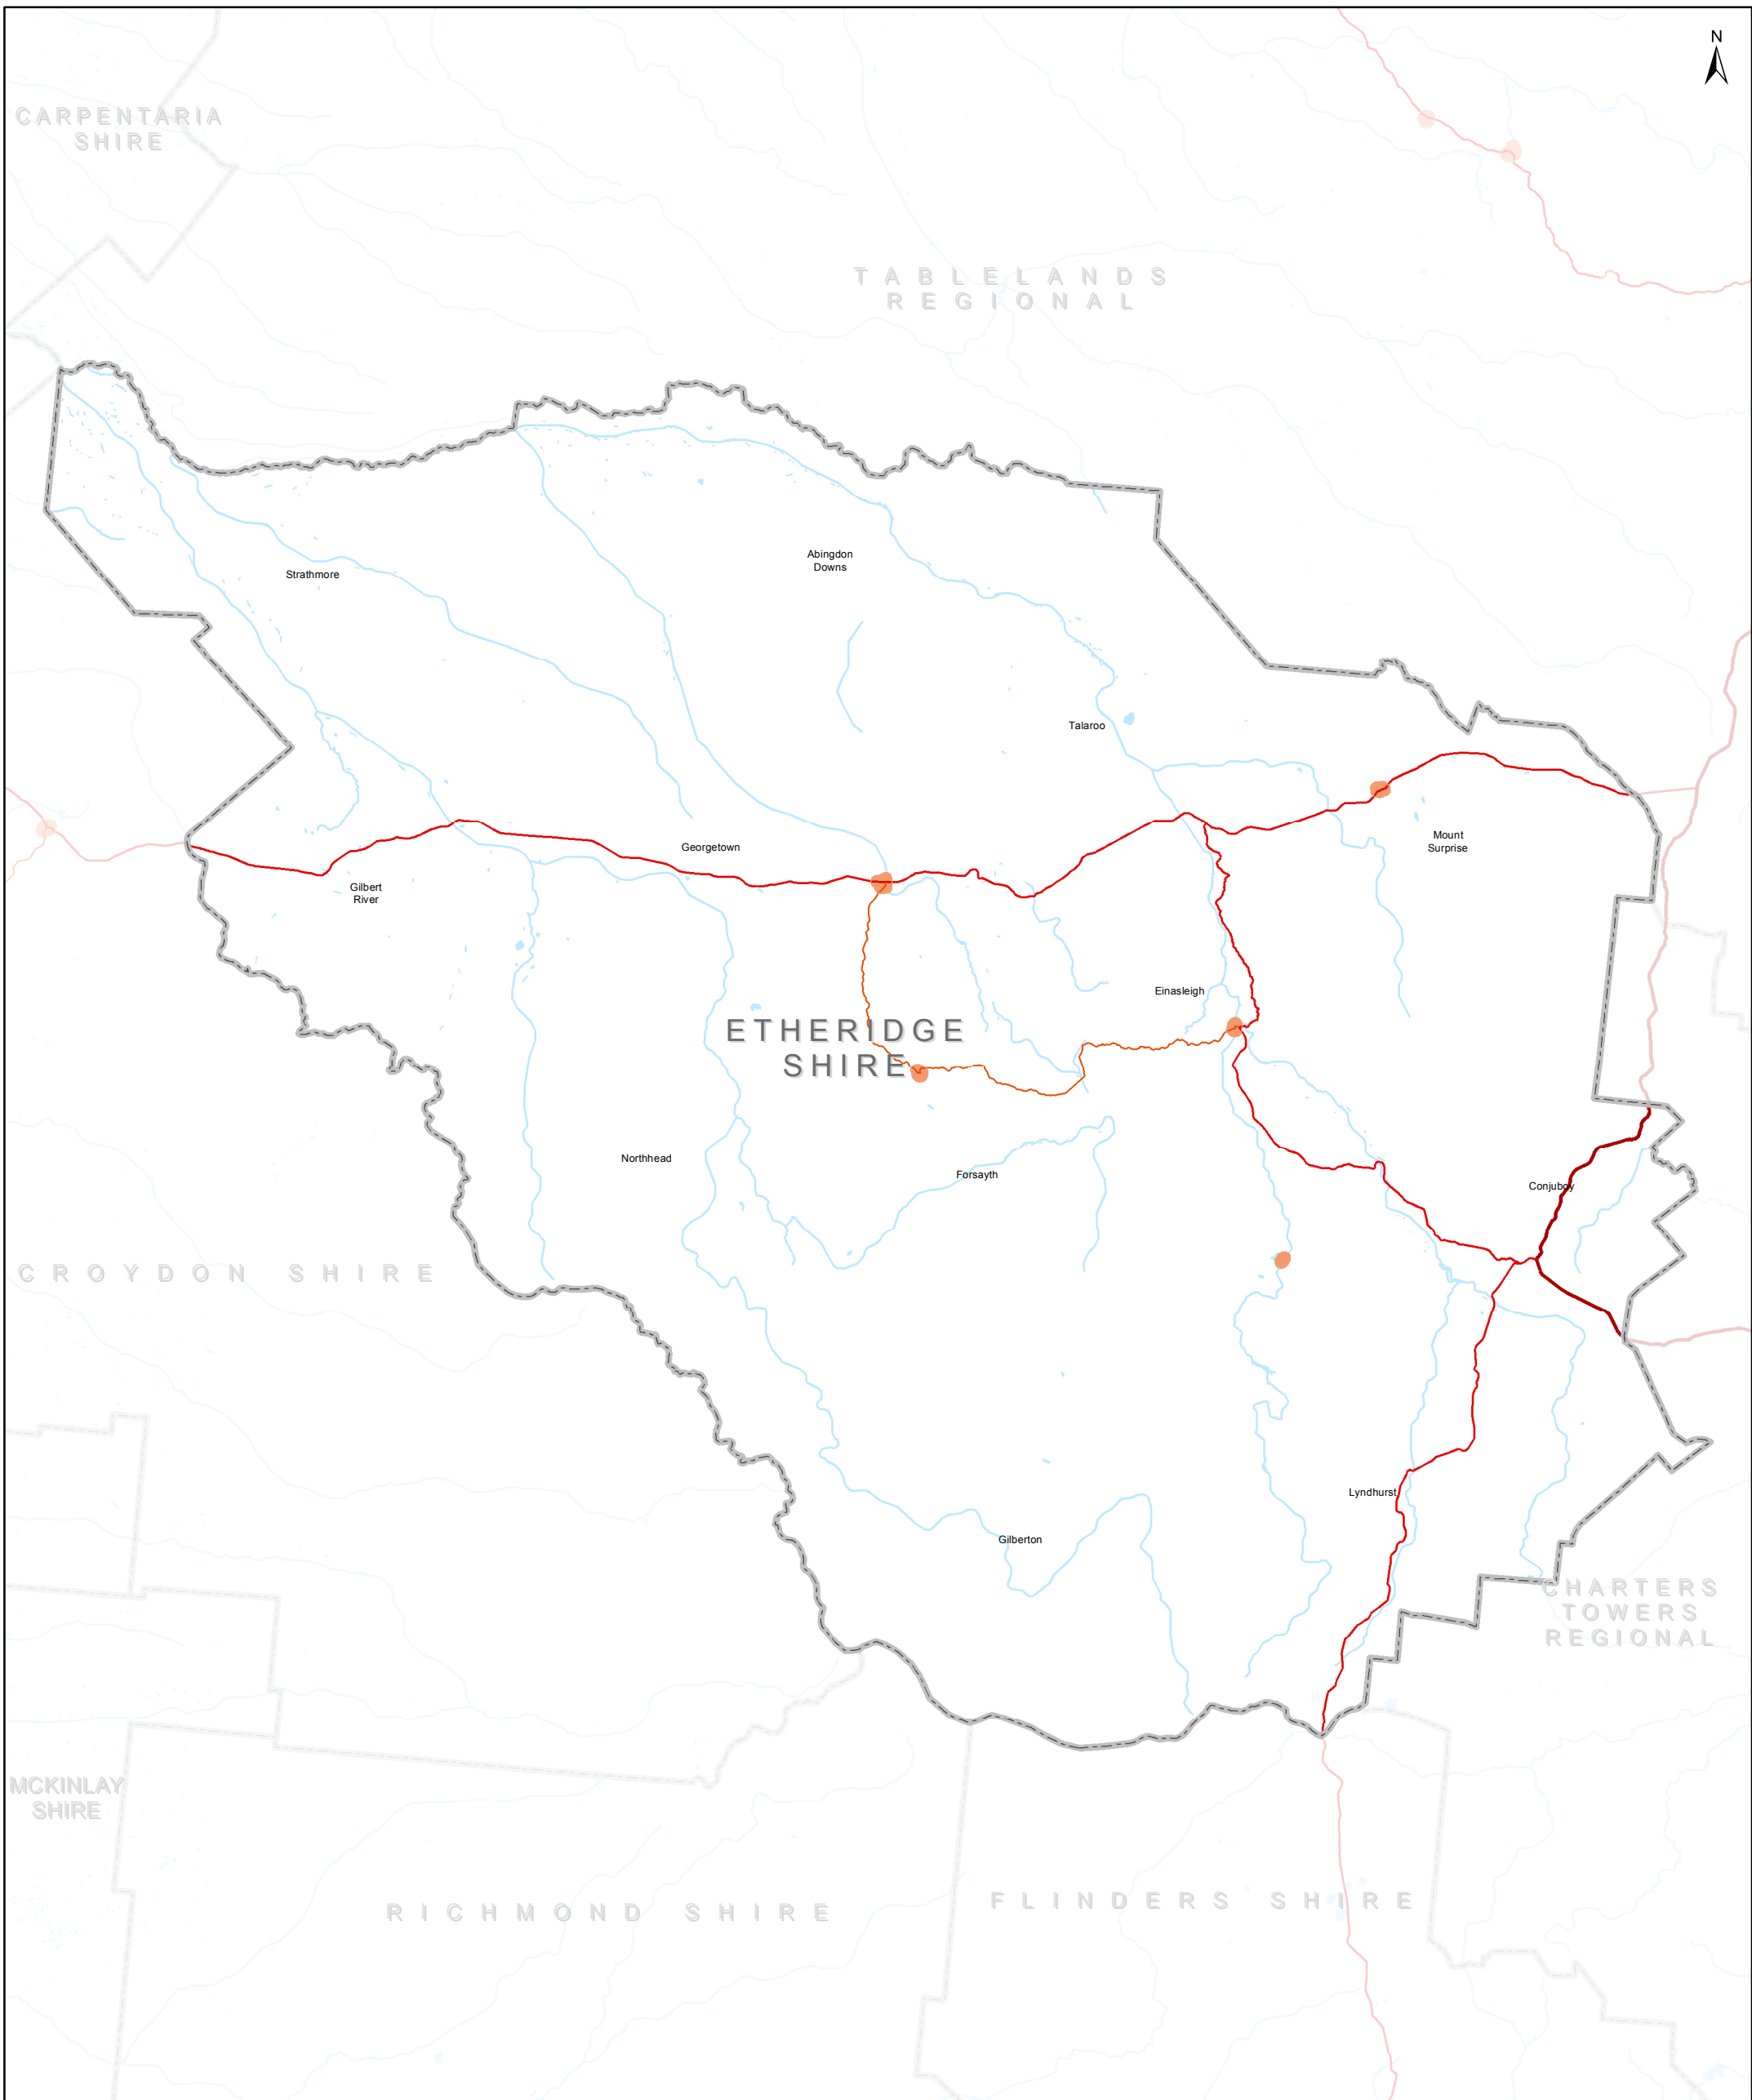 N
CARPENTARIA
SHIRE
TABLELANDS
REGIONAL
Abingdon
Downs
Strathmore
Talaroo
Mount
Surprise
Georgetown
Gilbert
River
Einasleigh
ETHERIDGE
SHIRE
Northhead
Forsayth
Conjuboy
CROYDON SHIRE
Lyndhurst
Gilberton
CHARTERS
TOWERS
REGIONAL
MCKINLAY
SHIRE
RICHMOND SHIRE
FLINDERS SHIRE